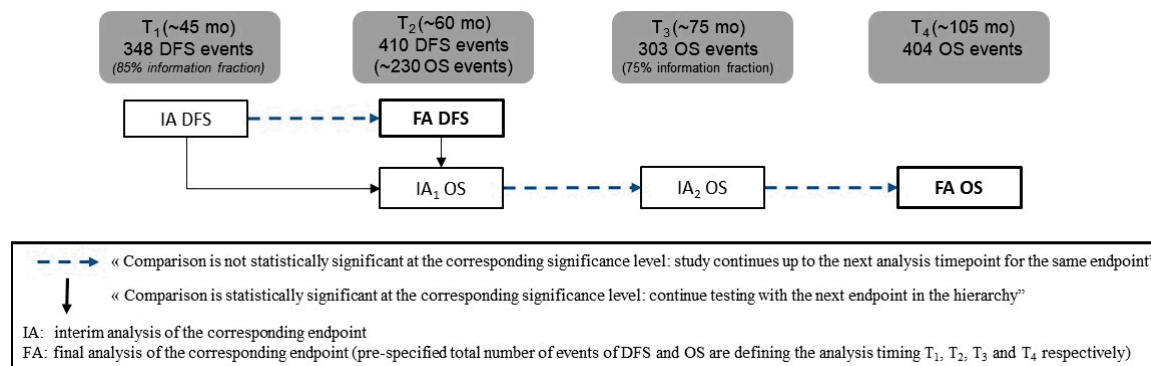 T1 (~45 mo)
348 DFS events
(85% information fraction)
T2 (~60 mo)
410 DFS events
(~230 OS events)
T3 (~75 mo)
303 OS events
(75% information fraction)
T4 (~105 mo)
404 OS events
IA DFS
FA DFS
IA1 OS
IA2 OS
FA OS
« Comparison is not statistically significant at the corresponding significance level: study continues up to the next analysis timepoint for the same endpoint”
« Comparison is statistically significant at the corresponding significance level: continue testing with the next endpoint in the hierarchy”
IA: interim analysis of the corresponding endpoint
FA: final analysis of the corresponding endpoint (pre-specified total number of events of DFS and OS are defining the analysis timing T1, T2, T3 and T4 respectively)